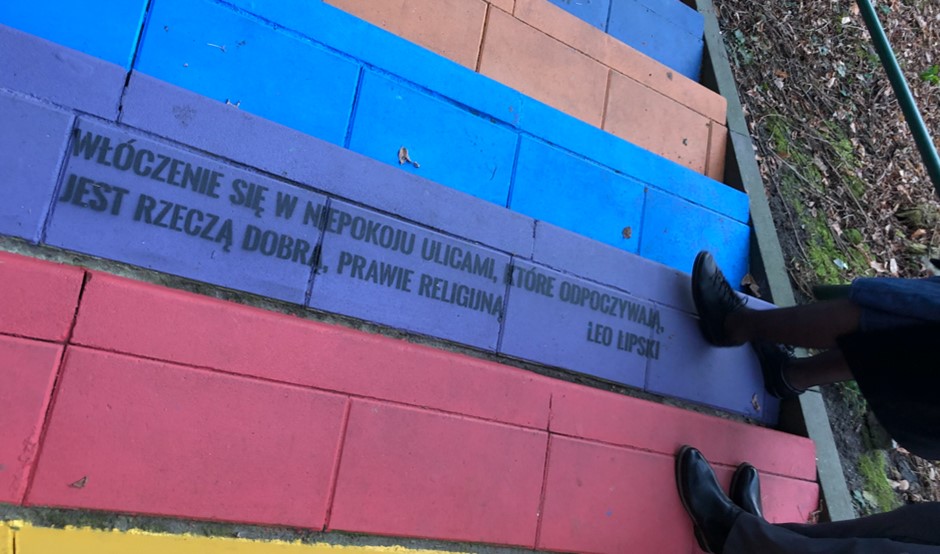 WŁÓCZENIE SIĘ W NIEPOKOJU ULICAMI, KTÓRE ODPOCZYWAJĄ,
JEST RZECZĄ DOBRĄ, PRAWIE RELIGIJNĄ
LEO LIPSKI